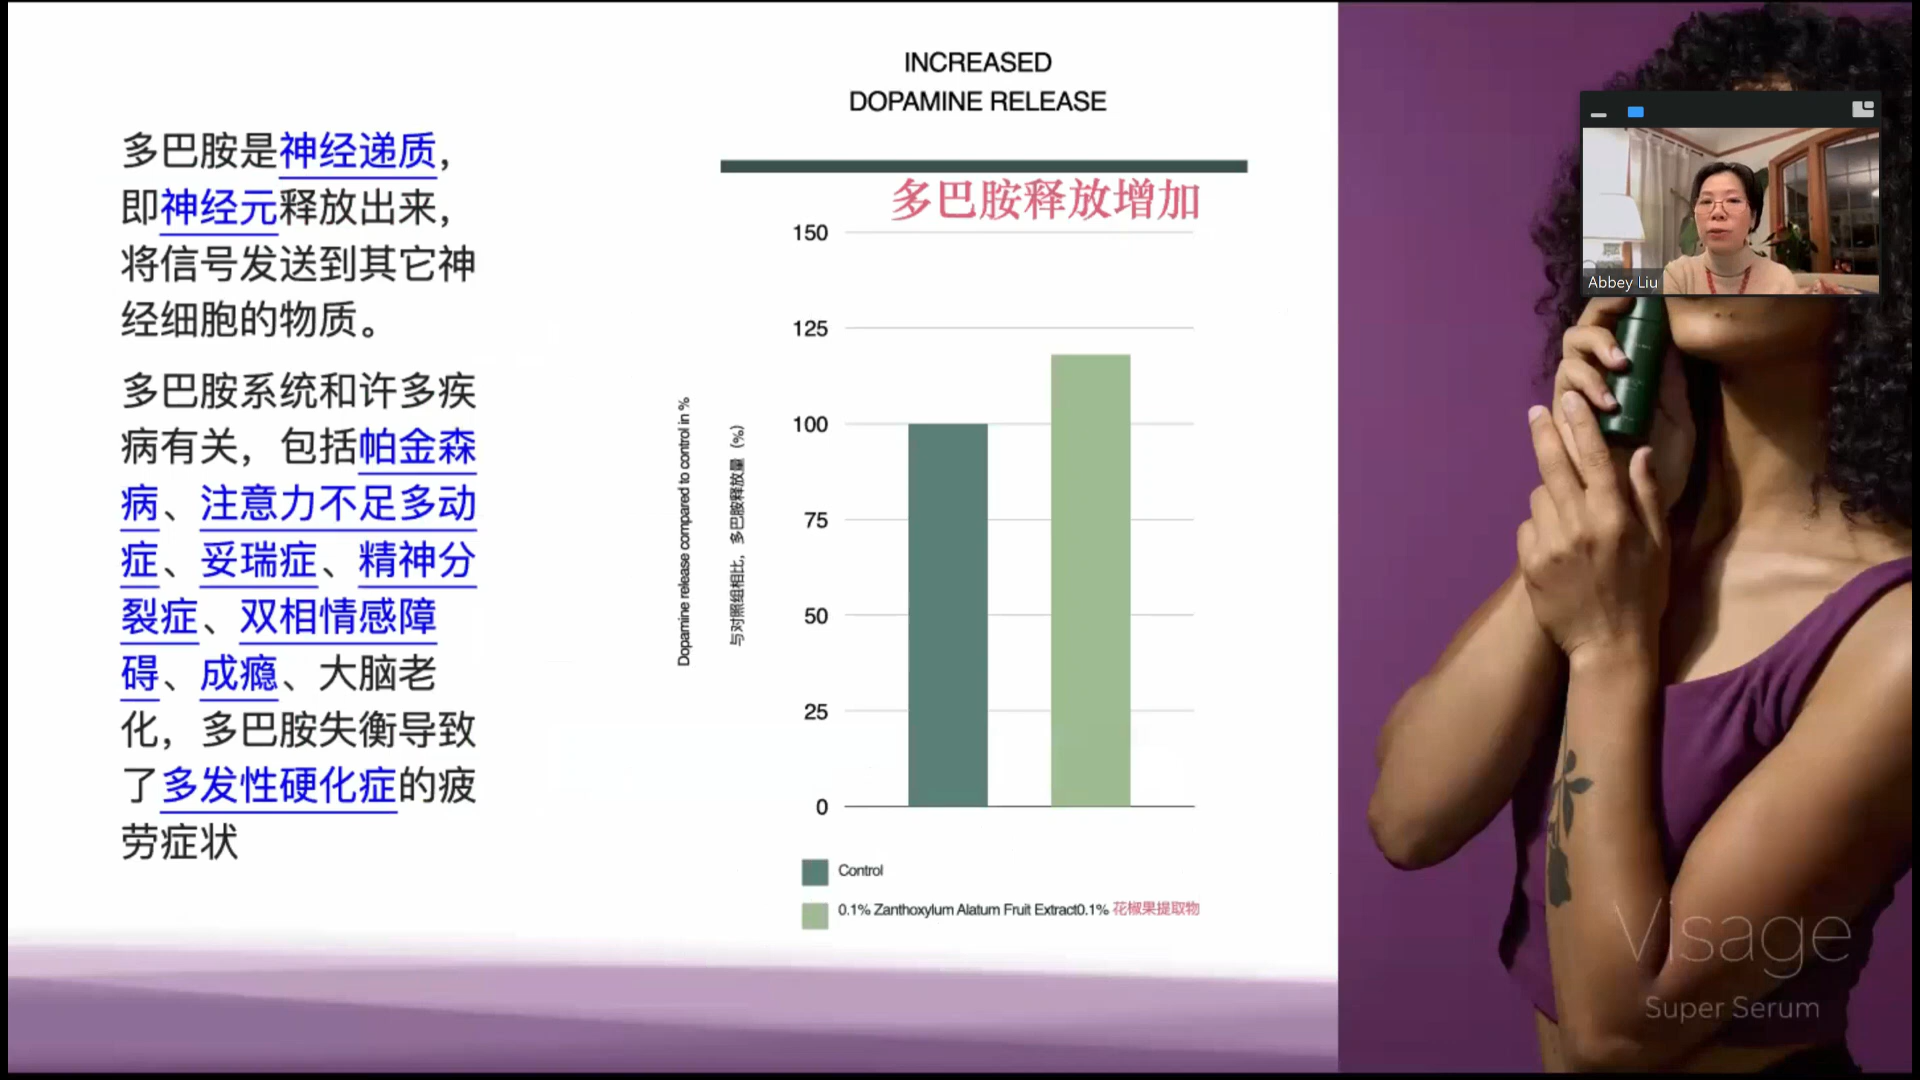 多巴胺是神经递质，
即神经元释放出来，
将信号发送到其它神
经细胞的物质。
多巴胺系统和许多疾
病有关，包括帕金森
病、注意力不足多动
症、妥瑞症、精神分
裂症、双相情感障
碍、成瘾、大脑老
化，多巴胺失衡导致
了多发性硬化症的疲
劳症状
INCREASED
DOPAMINE RELEASE
多巴胺释放增加
Dopamine release compared to control in %
与对照组相比，多巴胺释放量（%）
150
125
100
75
50
25
0
Control
0.1% Zanthoxylum Alatum Fruit Extract0.1% 花椒果提取物
Abbey Liu
Visage
Super Serum